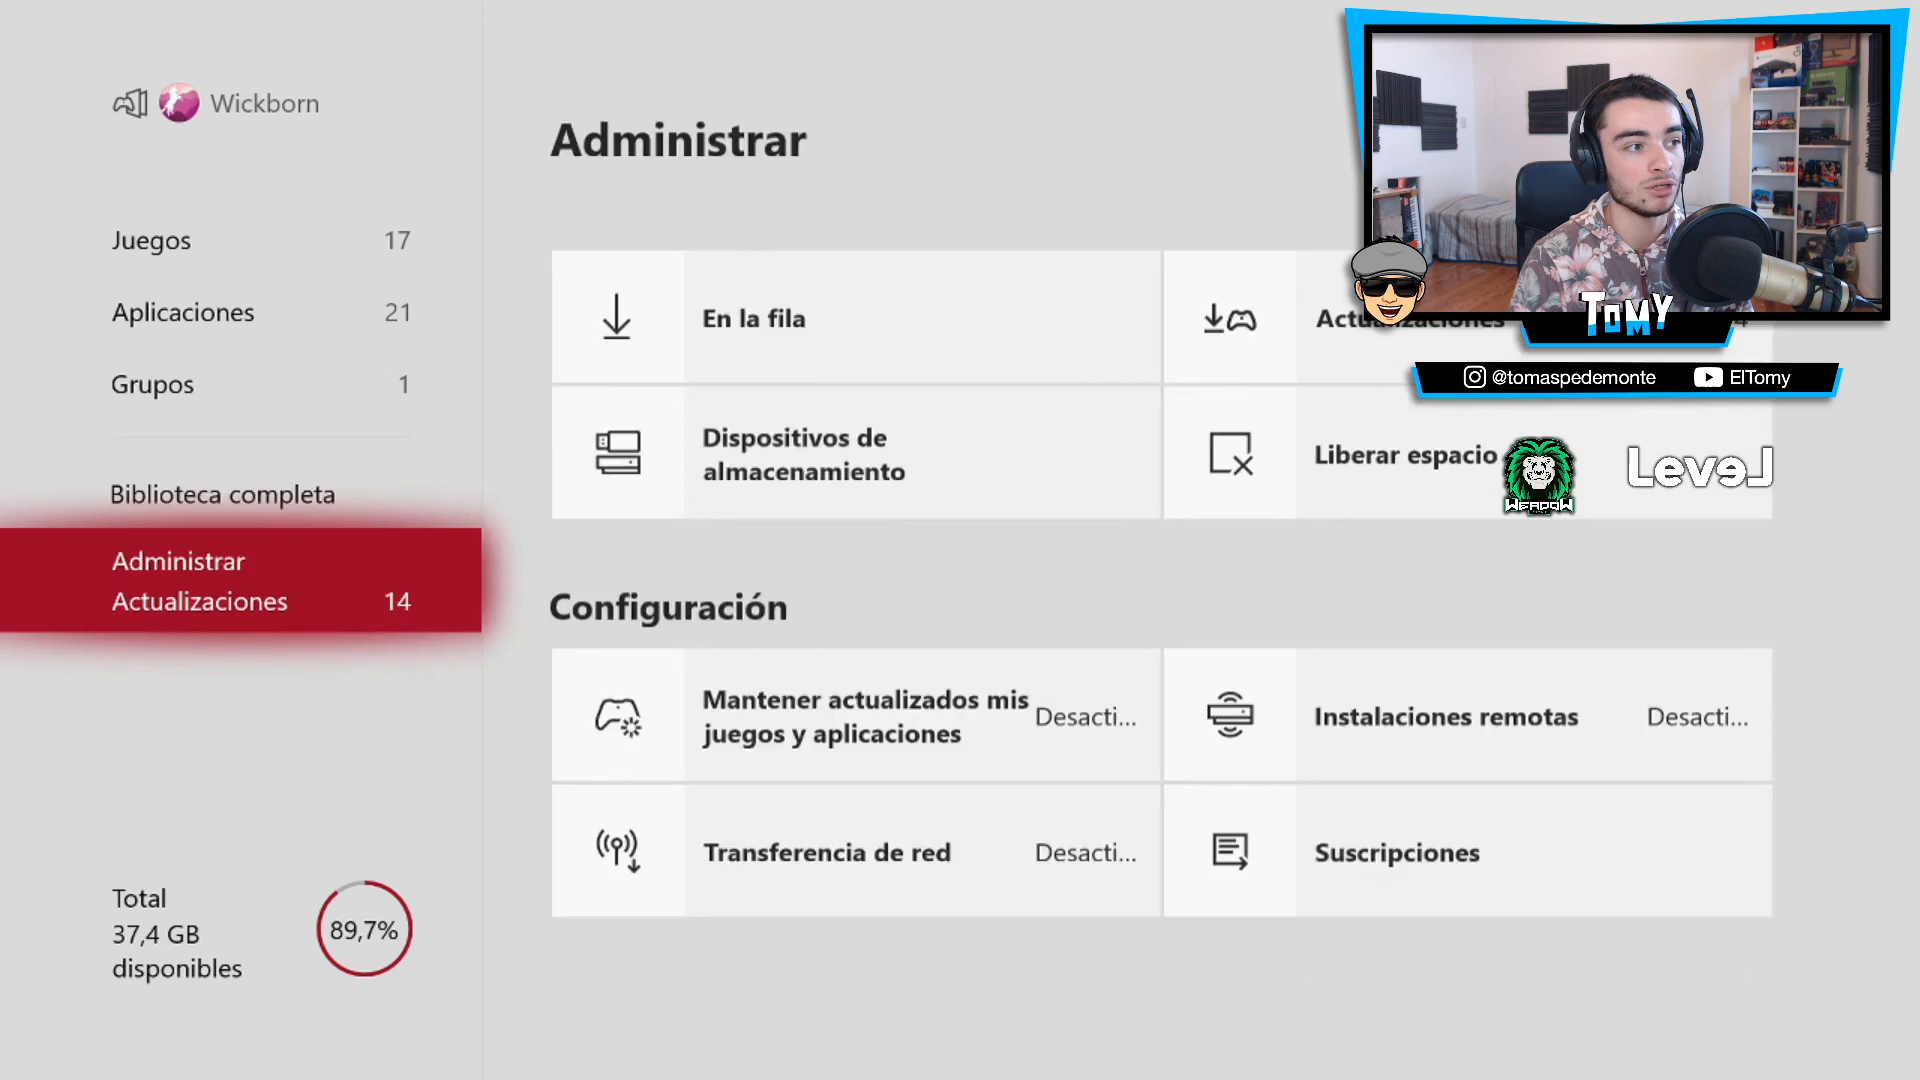 Wickborn
Juegos 17
Aplicaciones 21
Grupos 1
Biblioteca completa
Administrar
Actualizaciones 14
Total
37,4 GB
disponibles
89,7%
Administrar
En la fila
Actualizaciones
Dispositivos de
almacenamiento
Liberar espacio
Configuración
Mantener actualizados mis
juegos y aplicaciones
Desacti...
Instalaciones remotas Desacti...
Transferencia de red Desacti...
Suscripciones
TOMY
@tomaspedemonte ElTomy
WEADOW
Level